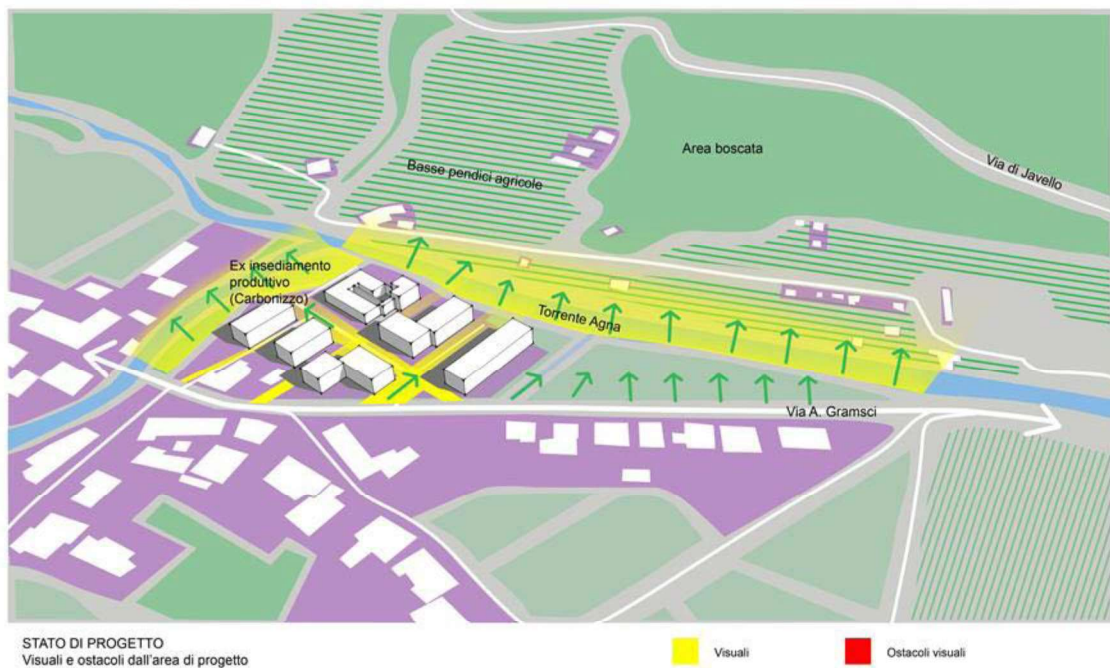 Area boscata
Via di Javello
Basse pendici agricole
Ex insediamento
produttivo
(Carbonizzo)
Torrente Agna
Via A. Gramsci
STATO DI PROGETTO
Visuali e ostacoli dall'area di progetto
Visuali
Ostacoli visuali